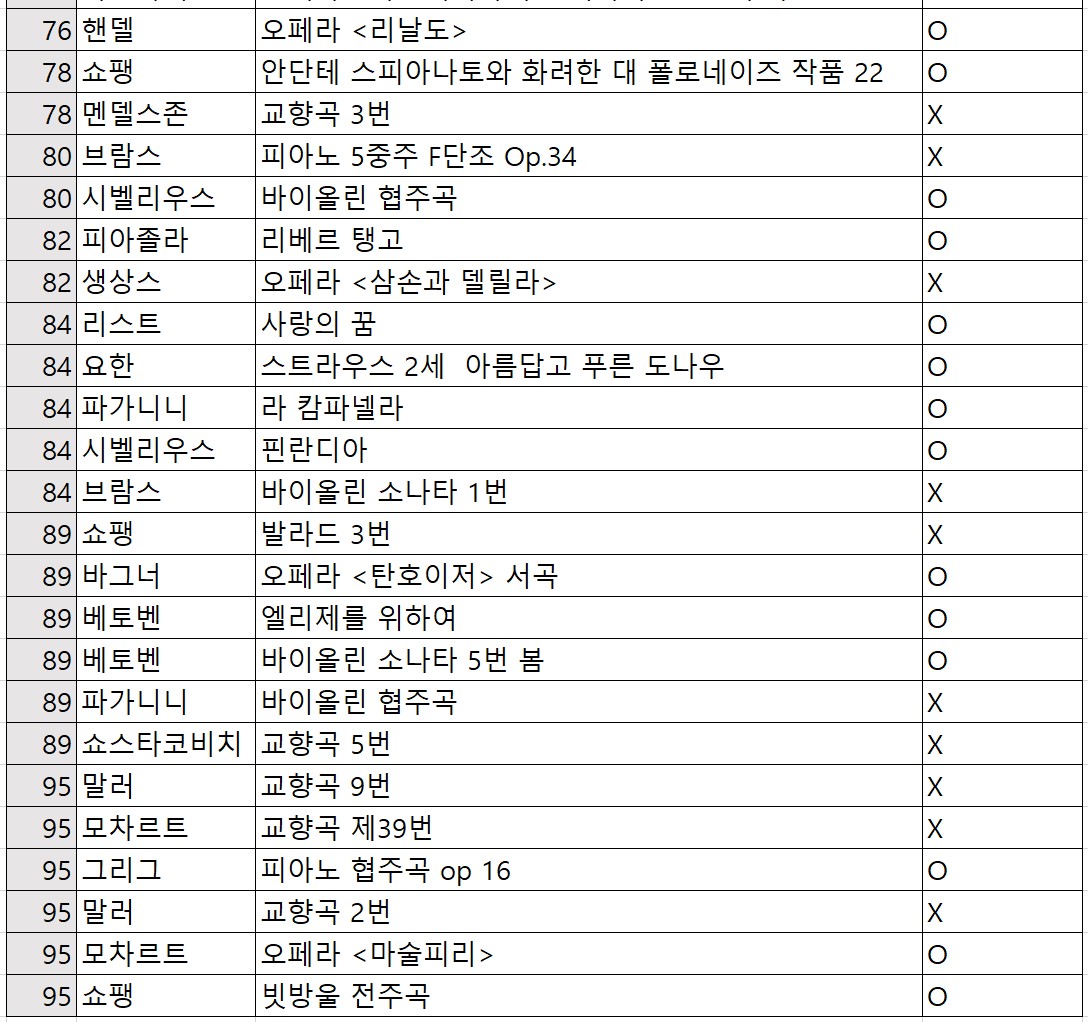 76 핸델 오페라 <리날도> O
78 쇼팽 안단테 스피아나토와 화려한 대 폴로네이즈 작품 22 O
78 멘델스존 교향곡 3번 X
80 브람스 피아노 5중주 F단조 Op.34 X
80 시벨리우스 바이올린 협주곡 O
82 피아졸라 리베르 탱고 O
82 생상스 오페라 <삼손과 델릴라> X
84 리스트 사랑의 꿈 O
84 요한 스트라우스 2세  아름답고 푸른 도나우 O
84 파가니니 라 캄파넬라 O
84 시벨리우스 핀란디아 O
84 브람스 바이올린 소나타 1번 X
89 쇼팽 발라드 3번 X
89 바그너 오페라 <탄호이저> 서곡 O
89 베토벤 엘리제를 위하여 O
89 베토벤 바이올린 소나타 5번 봄 O
89 파가니니 바이올린 협주곡 X
89 쇼스타코비치 교향곡 5번 X
95 말러 교향곡 9번 X
95 모차르트 교향곡 제39번 X
95 그리그 피아노 협주곡 op 16 O
95 말러 교향곡 2번 X
95 모차르트 오페라 <마술피리> O
95 쇼팽 빗방울 전주곡 O